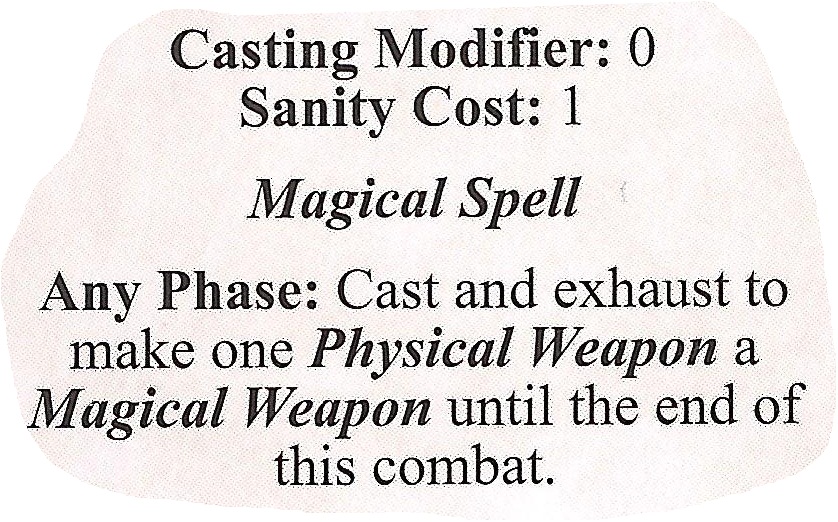 Casting Modifier: 0
Sanity Cost: 1
Magical Spell
Any Phase: Cast and exhaust to
make one Physical Weapon a
Magical Weapon until the end of
this combat.